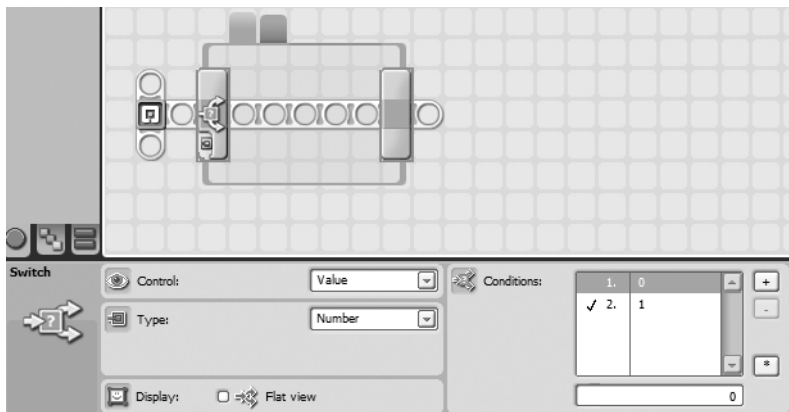 Switch
Control:
Value
Type:
Number
Display:
Flat view
Conditions:
1. 0
✓ 2. 1
+
-
*
0